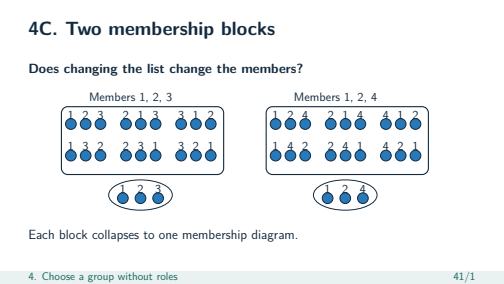 4C. Two membership blocks
Does changing the list change the members?
Members 1, 2, 3
1 2 3 2 1 3 3 1 2
1 3 2 2 3 1 3 2 1
1 2 3
Members 1, 2, 4
1 2 4 2 1 4 4 1 2
1 4 2 2 4 1 4 2 1
1 2 4
Each block collapses to one membership diagram.
4. Choose a group without roles 41/1